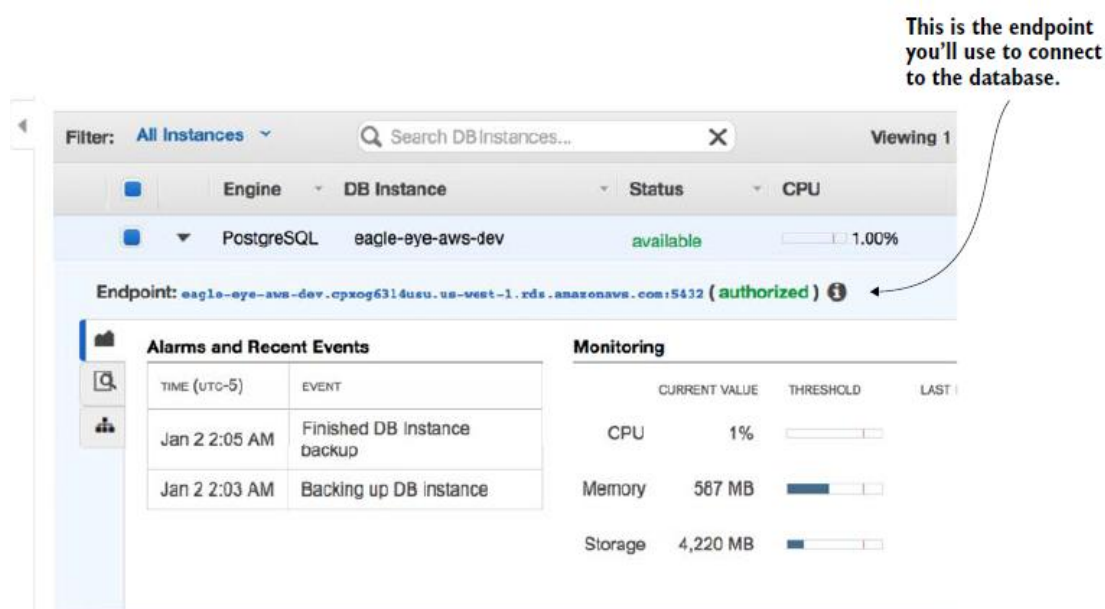 This is the endpoint
you'll use to connect
to the database.
Filter: All Instances Search DB Instances... X Viewing 1
Engine DB Instance Status CPU
PostgreSQL eagle-eye-aws-dev available 1.00%
Endpoint: eagle-eye-aws-dev.cpxog6314usu.us-west-1.rds.amazonaws.com:5432 ( authorized )
Alarms and Recent Events Monitoring
TIME (UTC-5) EVENT CURRENT VALUE THRESHOLD LAST
Jan 2 2:05 AM Finished DB Instance
backup
CPU 1%
Jan 2 2:03 AM Backing up DB instance
Memory 587 MB
Storage 4,220 MB